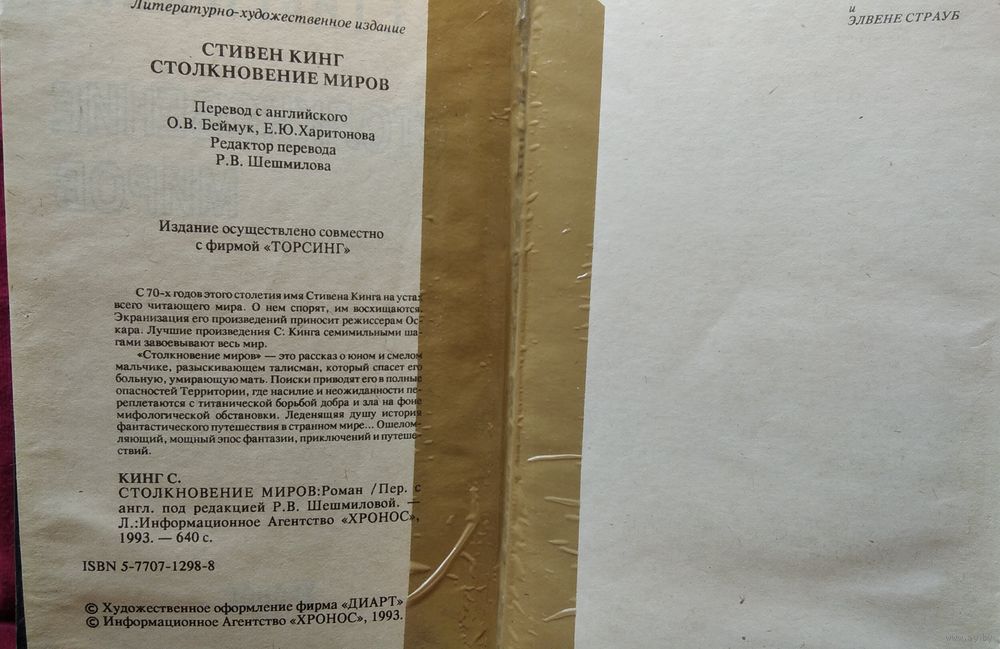 Литературно-художественное издание
СТИВЕН КИНГ
СТОЛКНОВЕНИЕ МИРОВ
Перевод с английского
О.В. Беймук, Е.Ю.Харитонова
Редактор перевода
Р.В. Шешмилова
Издание осуществлено совместно
с фирмой «ТОРСИНГ»
С 70-х годов этого столетия имя Стивена Кинга на устах
всего читающего мира. О нем спорят, им восхищаются.
Экранизация его произведений приносит режиссерам Ос-
кара. Лучшие произведения С. Кинга семимильными ша-
гами завоевывают весь мир.
«Столкновение миров» — это рассказ о юном и смелом
мальчике, разыскивающем талисман, который спасет его
больную, умирающую мать. Поиски приводят его в полные
опасностей Территории, где насилие и неожиданности пе-
реплетаются с титанической борьбой добра и зла на фоне
мифологической обстановки. Леденящая душу история
фантастического путешествия в странном мире... Ошелом-
ляющий, мощный эпос фантазии, приключений и путеше-
ствий.
КИНГ С.
СТОЛКНОВЕНИЕ МИРОВ:Роман /Пер. с
англ. под редакцией Р.В. Шешмиловой. —
Л.:Информационное Агентство «ХРОНОС»,
1993. — 640 с.
ISBN 5-7707-1298-8
© Художественное оформление фирма «ДИАРТ»
© Информационное Агентство «ХРОНОС», 1993.
и
ЭЛВЕНЕ СТРАУБ